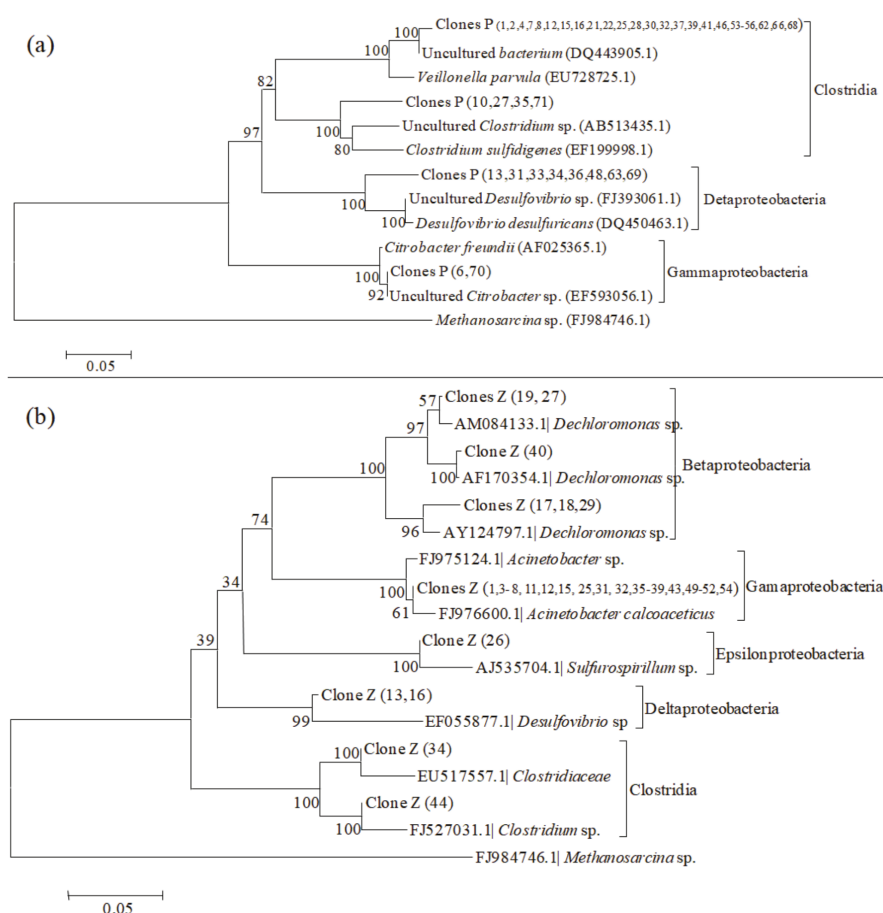 (a)
Clones P (1,2,4,7,8,12,15,16,21,22,25,28,30,32,37,39,41,46,53-56,62,66,68)
100
100
Uncultured bacterium (DQ443905.1)
Veillonella parvula (EU728725.1)
Clostridia
82
Clones P (10,27,35,71)
97
100
Uncultured Clostridium sp. (AB513435.1)
80
Clostridium sulfidigenes (EF199998.1)
Clones P (13,31,33,34,36,48,63,69)
100
Uncultured Desulfovibrio sp. (FJ393061.1)
Detaproteobacteria
100
Desulfovibrio desulfuricans (DQ450463.1)
Citrobacter freundii (AF025365.1)
100
Clones P (6,70)
Gammaproteobacteria
92
Uncultured Citrobacter sp. (EF593056.1)
Methanosarcina sp. (FJ984746.1)
0.05
(b)
57
Clones Z (19, 27)
97
AM084133.1| Dechloromonas sp.
Clone Z (40)
100
100
AF170354.1| Dechloromonas sp.
Betaproteobacteria
Clones Z (17,18,29)
74
96
AY124797.1| Dechloromonas sp.
FJ975124.1| Acinetobacter sp.
34
100
Clones Z (1,3- 8, 11,12,15, 25,31, 32,35-39,43,49-52,54)
Gamaproteobacteria
61
FJ976600.1| Acinetobacter calcoaceticus
39
Clone Z (26)
Epsilonproteobacteria
100
AJ535704.1| Sulfurospirillum sp.
Clone Z (13,16)
Deltaproteobacteria
99
EF055877.1| Desulfovibrio sp
100
Clone Z (34)
EU517557.1| Clostridiaceae
Clostridia
100
Clone Z (44)
100
FJ527031.1| Clostridium sp.
FJ984746.1| Methanosarcina sp.
0.05